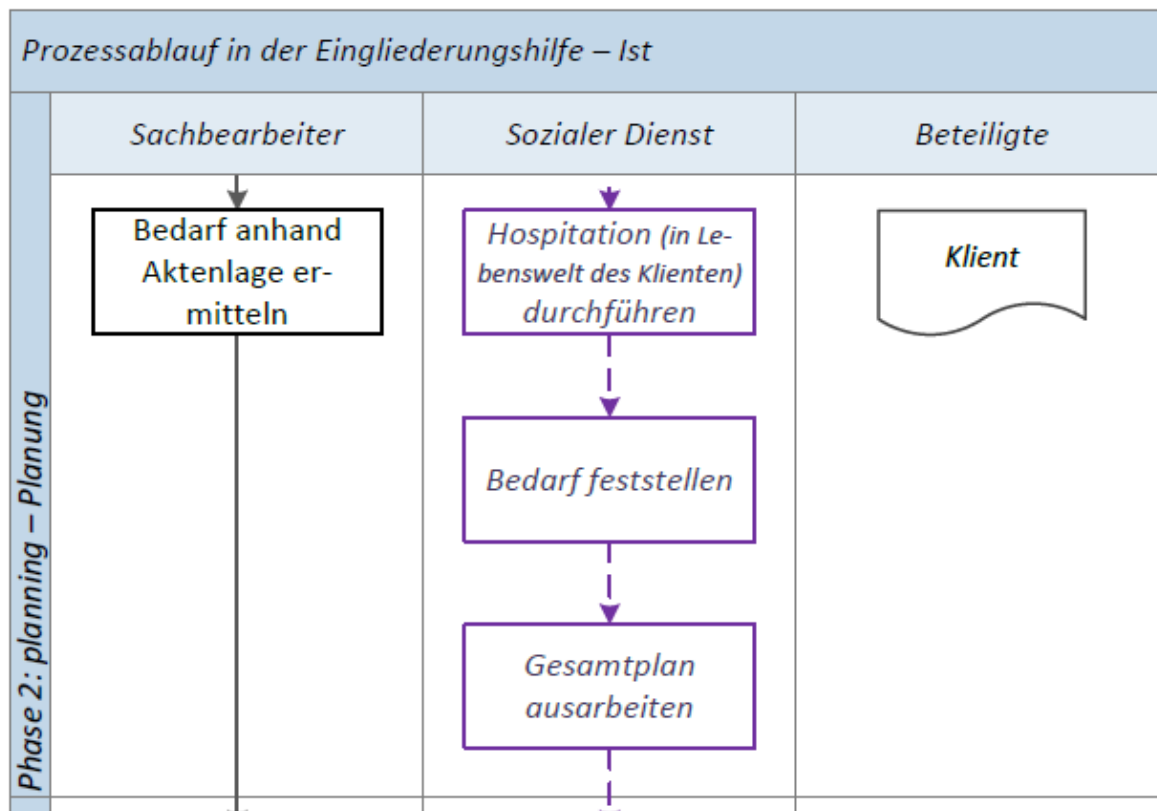 Prozessablauf in der Eingliederungshilfe – Ist
Sachbearbeiter
Sozialer Dienst
Beteiligte
Phase 2: planning – Planung
Bedarf anhand
Aktenlage er-
mitteln
Hospitation (in Le-
benswelt des Klienten)
durchführen
Klient
Bedarf feststellen
Gesamtplan
ausarbeiten